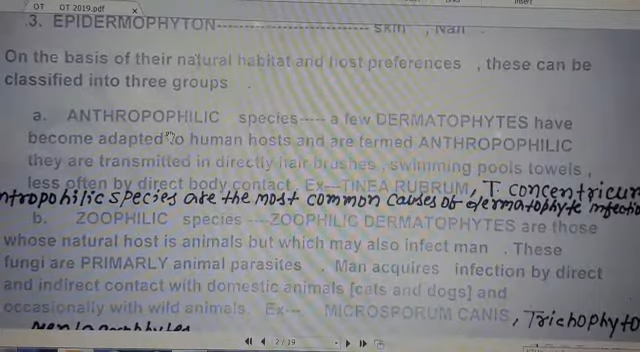 OT OT 2019.pdf x
Insert
.3. EPIDERMOPHYTON-------------------------------- Skin , Nail
On the basis of their natural habitat and host preferences , these can be
classified into three groups .
a. ANTHROPOPHILIC species----- a few DERMATOPHYTES have
become adapted to human hosts and are termed ANTHROPOPHILIC
they are transmitted in directly hair brushes , swimming pools towels ,
less often by direct body contact. Ex---TINEA RUBRUM, T. concentricum
ntropophilic species are the most common causes of dermatophyte infectio
b. ZOOPHILIC species ---ZOOPHILIC DERMATOPHYTES are those
whose natural host is animals but which may also infect man . These
fungi are PRIMARLY animal parasites . Man acquires infection by direct
and indirect contact with domestic animals [cats and dogs] and
occasionally with wild animals. Ex--- MICROSPORUM CANIS, Trichophyto
2 / 19